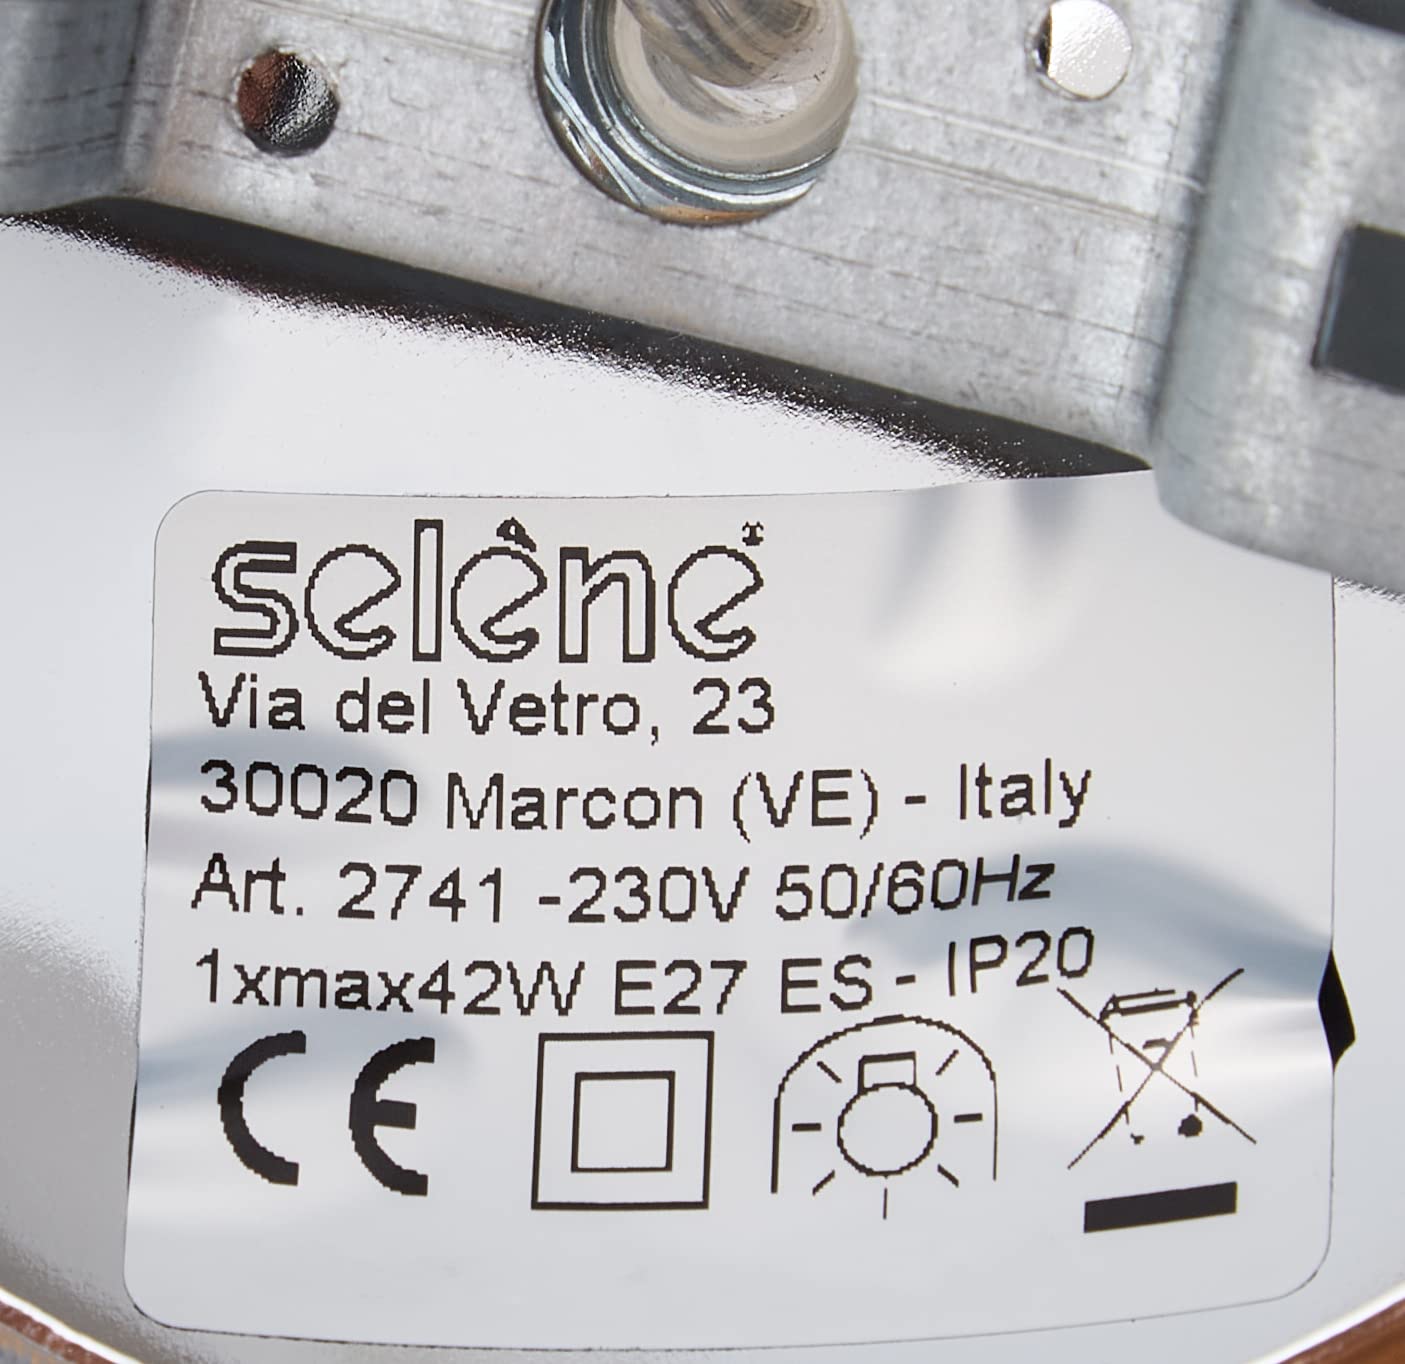 selène
Via del Vetro, 23
30020 Marcon (VE) - Italy
Art. 2741 -230V 50/60Hz
1xmax42W E27 ES - IP20
CE